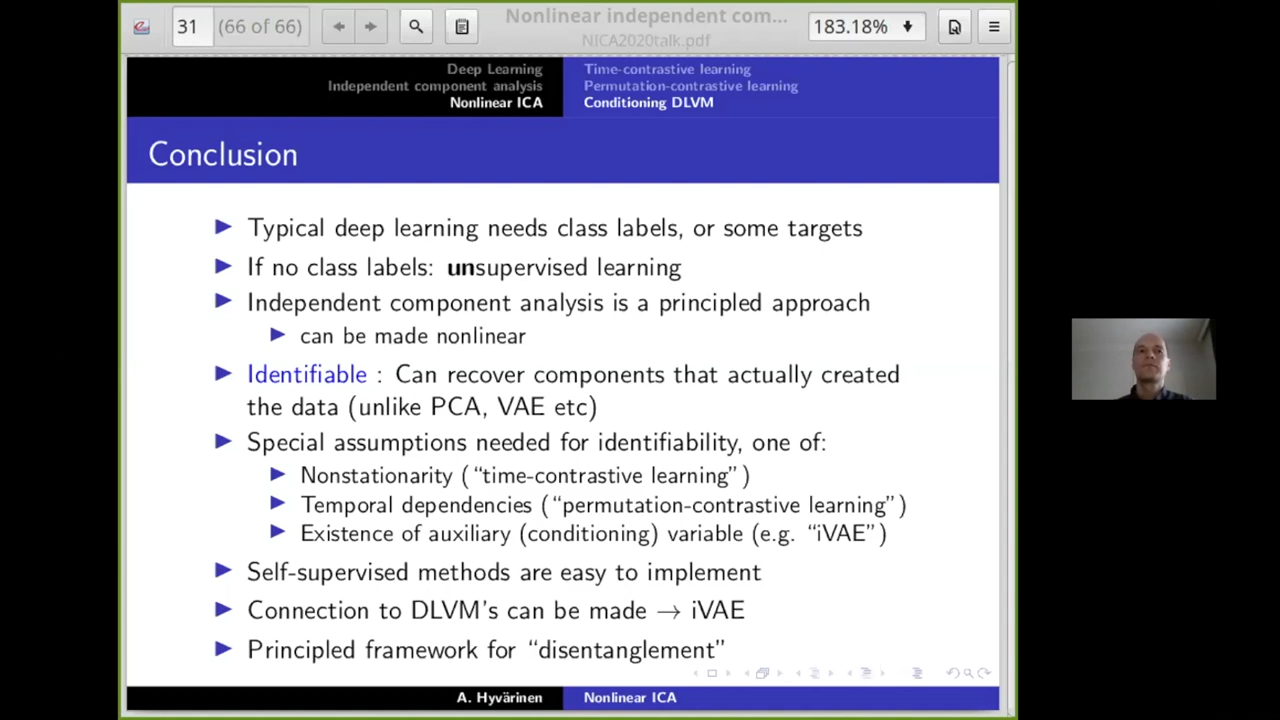 31 (66 of 66) Nonlinear independent com... 183.18%
NICA2020talk.pdf
Deep Learning
Independent component analysis
Nonlinear ICA
Time-contrastive learning
Permutation-contrastive learning
Conditioning DLVM
Conclusion
Typical deep learning needs class labels, or some targets
If no class labels: unsupervised learning
Independent component analysis is a principled approach
can be made nonlinear
Identifiable : Can recover components that actually created
the data (unlike PCA, VAE etc)
Special assumptions needed for identifiability, one of:
Nonstationarity (“time-contrastive learning”)
Temporal dependencies (“permutation-contrastive learning”)
Existence of auxiliary (conditioning) variable (e.g. “iVAE”)
Self-supervised methods are easy to implement
Connection to DLVM's can be made → iVAE
Principled framework for “disentanglement”
A. Hyvärinen Nonlinear ICA